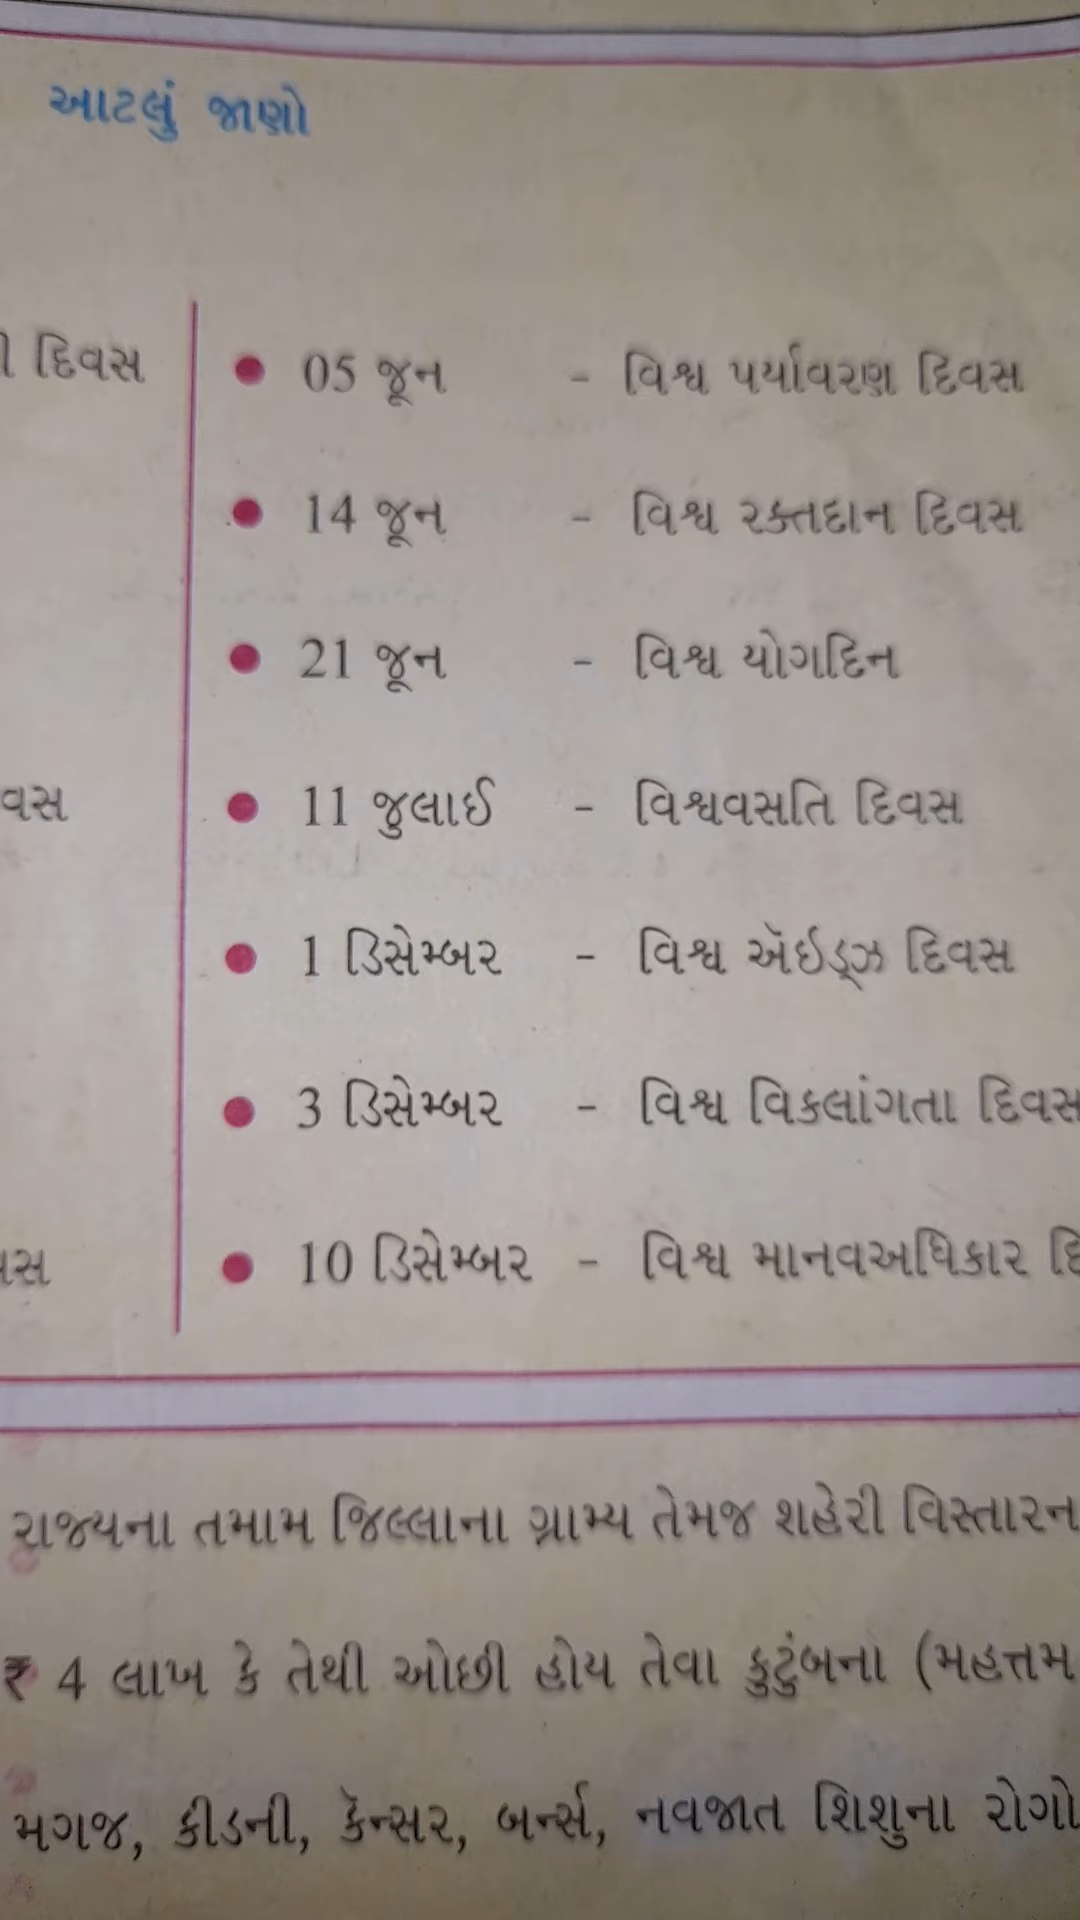 આટલું જાણો
દિવસ
• 05 જૂન - વિશ્વ પર્યાવરણ દિવસ
• 14 જૂન - વિશ્વ રક્તદાન દિવસ
• 21 જૂન - વિશ્વ યોગદિન
• 11 જુલાઈ - વિશ્વવસતિ દિવસ
• 1 ડિસેમ્બર - વિશ્વ ઍઇડ્ઝ દિવસ
• 3 ડિસેમ્બર - વિશ્વ વિકલાંગતા દિવસ
• 10 ડિસેમ્બર - વિશ્વ માનવઅધિકાર
રાજ્યના તમામ જિલ્લાના ગ્રામ્ય તેમજ શહેરી વિસ્તારન
₹ 4 લાખ કે તેથી ઓછી હોય તેવા કુટુંબના (મહત્તમ
મગજ, કીડની, કૅન્સર, બર્ન્સ, નવજાત શિશુના રોગો